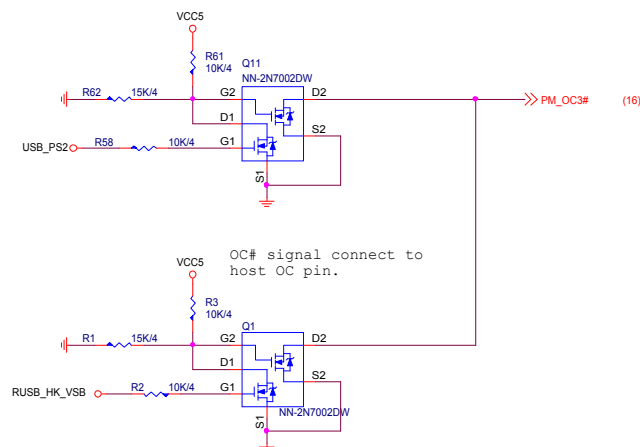 VCC5
R61
10K/4
Q11
NN-2N7002DW
R62
15K/4
G2
D2
PM_OC3#
(16)
D1
S2
R58
10K/4
G1
USB_PS2
S1
OC# signal connect to
host OC pin.
VCC5
R3
10K/4
Q1
R1
15K/4
G2
D2
D1
S2
RUSB_HK_VSB
R2
10K/4
G1
NN-2N7002DW
S1